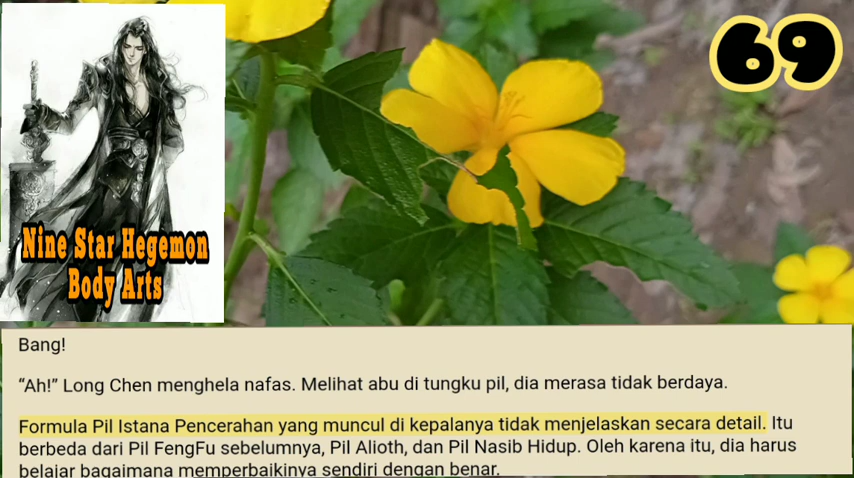 69
Nine Star Hegemon
Body Arts
Bang!
“Ah!” Long Chen menghela nafas. Melihat abu di tungku pil, dia merasa tidak berdaya.
Formula Pil Istana Pencerahan yang muncul di kepalanya tidak menjelaskan secara detail. Itu
berbeda dari Pil FengFu sebelumnya, Pil Alioth, dan Pil Nasib Hidup. Oleh karena itu, dia harus
belajar bagaimana memperbaikinya sendiri dengan benar.